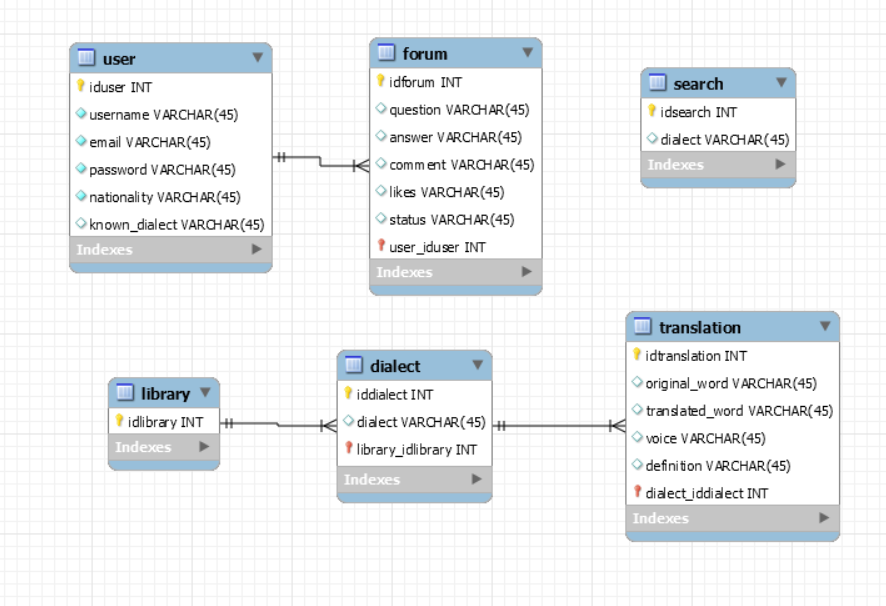 user
iduser INT
username VARCHAR(45)
email VARCHAR(45)
password VARCHAR(45)
nationality VARCHAR(45)
known_dialect VARCHAR(45)
Indexes
forum
idforum INT
question VARCHAR(45)
answer VARCHAR(45)
comment VARCHAR(45)
likes VARCHAR(45)
status VARCHAR(45)
user_iduser INT
Indexes
search
idsearch INT
dialect VARCHAR(45)
Indexes
library
idlibrary INT
Indexes
dialect
iddialect INT
dialect VARCHAR(45)
library_idlibrary INT
Indexes
translation
idtranslation INT
original_word VARCHAR(45)
translated_word VARCHAR(45)
voice VARCHAR(45)
definition VARCHAR(45)
dialect_iddialect INT
Indexes